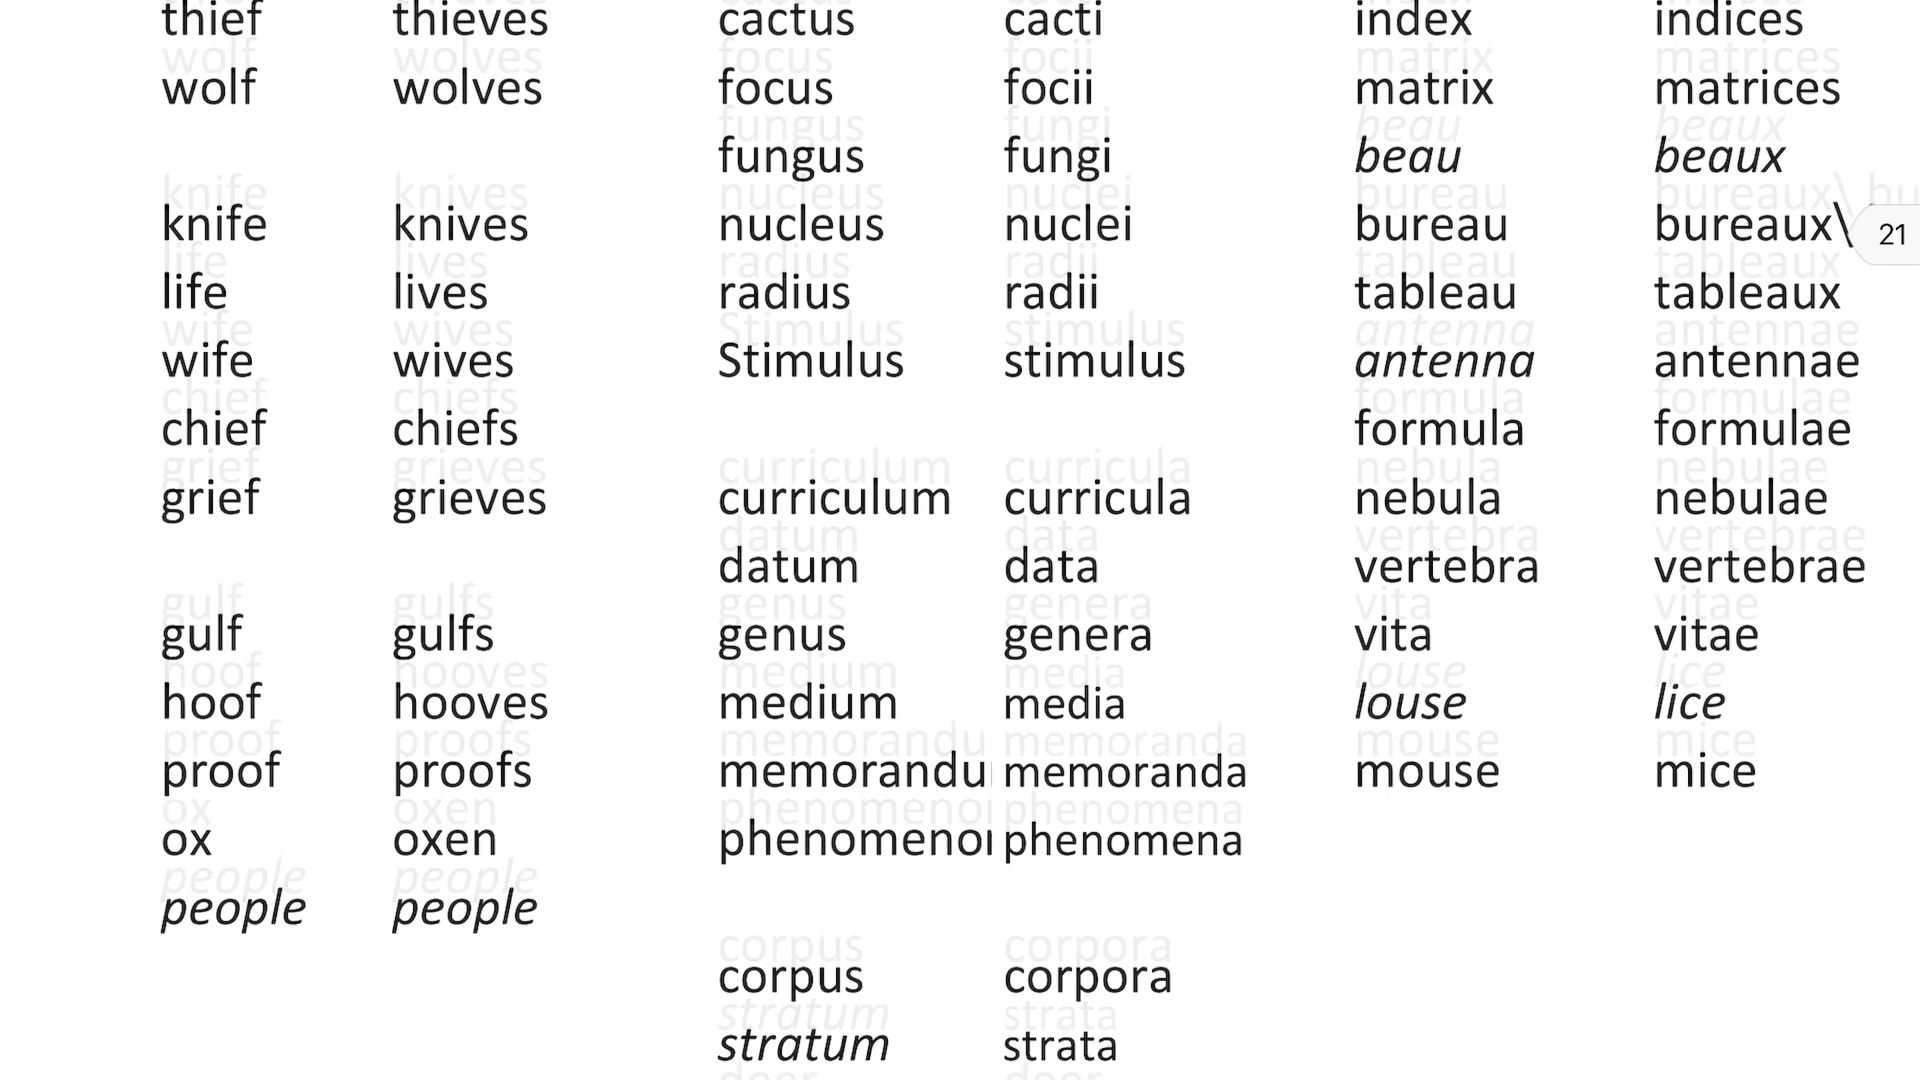 thief thieves cactus cacti index indices
wolf wolves focus focii matrix matrices
fungus fungi beau beaux
knife knives nucleus nuclei bureau bureaux\
21
life lives radius radii tableau tableaux
wife wives Stimulus stimulus antenna antennae
chief chiefs formula formulae
grief grieves curriculum curricula nebula nebulae
datum data vertebra vertebrae
gulf gulfs genus genera vita vitae
hoof hooves medium media louse lice
proof proofs memorandu memoranda mouse mice
ox oxen phenomenon phenomena
people people
corpus corpora
stratum strata